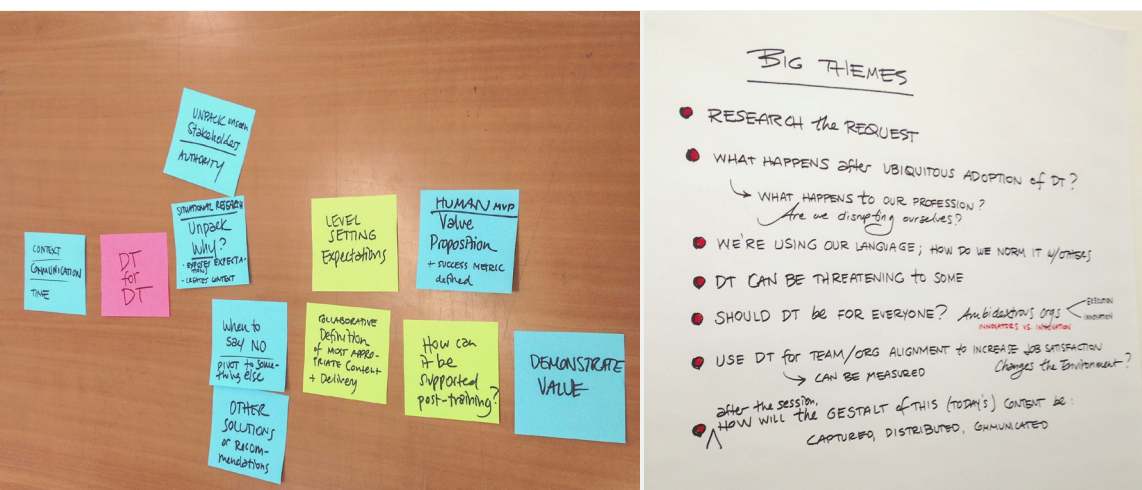 UNPACK unseen
Stakeholders
AUTHORITY
CONTEXT
COMMUNICATION
TIME
DT
for
DT
SITUATIONAL RESEARCH
Unpack
Why?
• EXPOSES EXPECTA-
TIONS
• CREATES CONTENT
When to
say NO
PIVOT to some-
thing else
OTHER
SOLUTIONS
or RECOM-
mendations
LEVEL
SETTING
Expectations
COLLABORATIVE
Definition
of MOST APPRO-
PRIATE Content
+ Delivery
HUMAN MVP
Value
Proposition
+ SUCCESS METRIC
defined
How can
it be
supported
post-training?
DEMONSTRATE
VALUE
BIG THEMES
RESEARCH the REQUEST
WHAT HAPPENS after UBIQUITOUS ADOPTION of DT?
WHAT HAPPENS to OUR PROFESSION?
Are we disrupting ourselves?
WE'RE USING OUR LANGUAGE; HOW DO WE NORM IT W/OTHERS
DT CAN BE THREATENING to SOME
SHOULD DT be FOR EVERYONE? Ambidextrous orgs
EXECUTION
INNOVATION
INNOVATORS VS. INNOVATION
USE DT for TEAM/ORG ALIGNMENT to INCREASE JOB SATISFACTION
CAN BE MEASURED
Changes the Environment?
after the session,
HOW WILL the GESTALT of THIS (TODAY'S) CONTENT be:
CAPTURED, DISTRIBUTED, COMMUNICATED